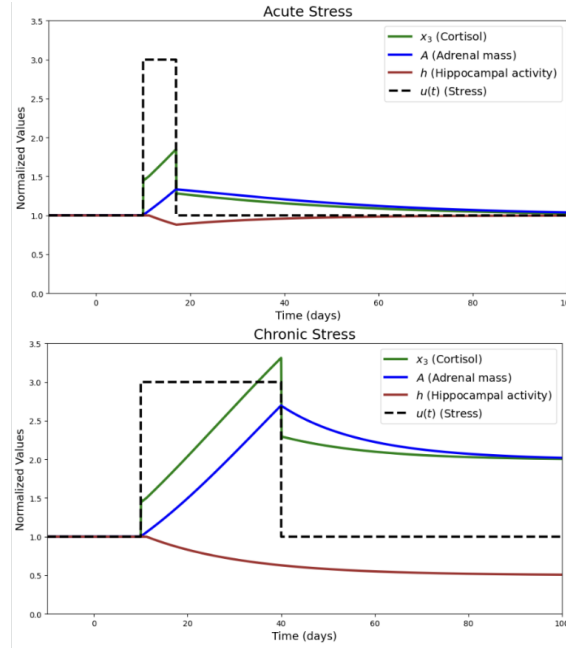 Acute Stress
3.5
3.0
2.5
2.0
1.5
1.0
0.5
0.0
Normalized Values
x₃ (Cortisol)
A (Adrenal mass)
h (Hippocampal activity)
u(t) (Stress)
0 20 40 60 80 100
Time (days)
Chronic Stress
3.5
3.0
2.5
2.0
1.5
1.0
0.5
0.0
Normalized Values
x₃ (Cortisol)
A (Adrenal mass)
h (Hippocampal activity)
u(t) (Stress)
0 20 40 60 80 100
Time (days)